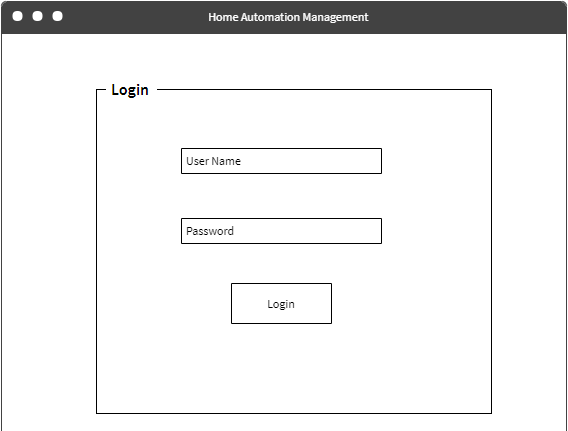 Home Automation Management
Login
User Name
Password
Login